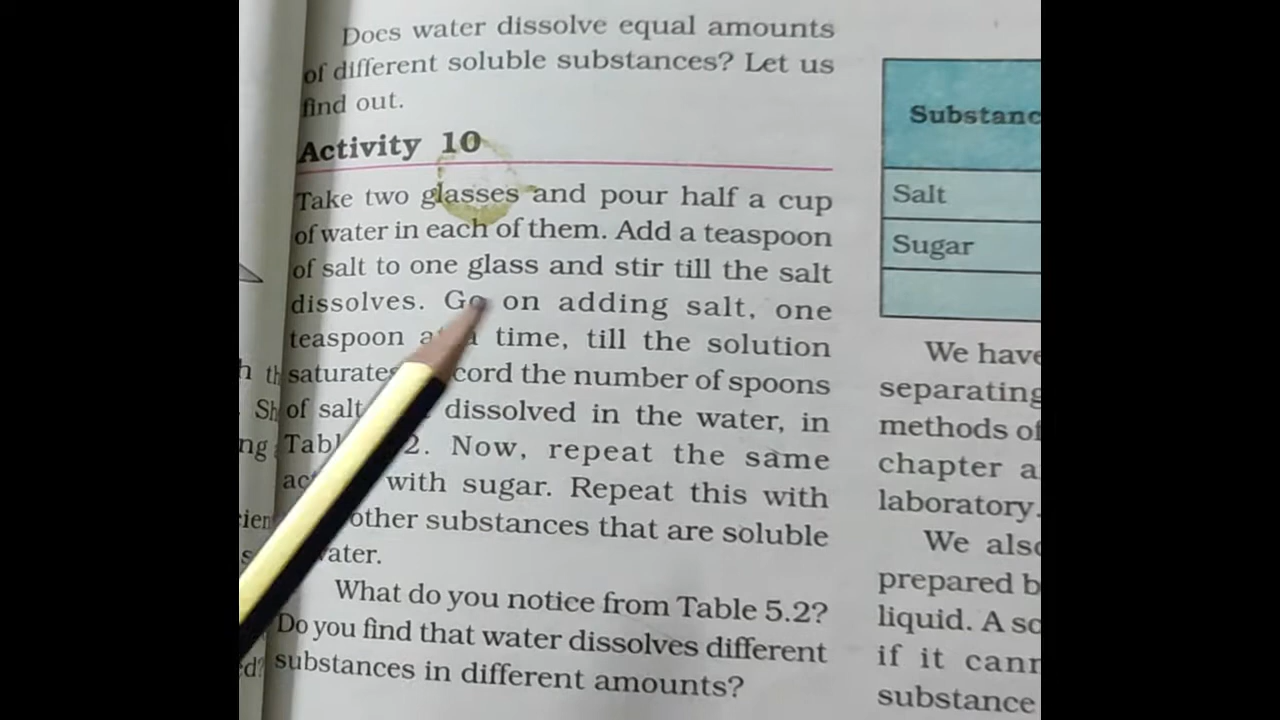 Does water dissolve equal amounts
of different soluble substances? Let us
find out.
Activity 10
Take two glasses and pour half a cup
of water in each of them. Add a teaspoon
of salt to one glass and stir till the salt
dissolves. Go on adding salt, one
teaspoon at a time, till the solution
saturates. cord the number of spoons
of salt dissolved in the water, in
Tab 2. Now, repeat the same
with sugar. Repeat this with
other substances that are soluble
water.
What do you notice from Table 5.2?
Do you find that water dissolves different
substances in different amounts?
Substanc
Salt
Sugar
We have
separating
methods of
chapter a
laboratory.
We also
prepared b
liquid. A so
if it cann
substance